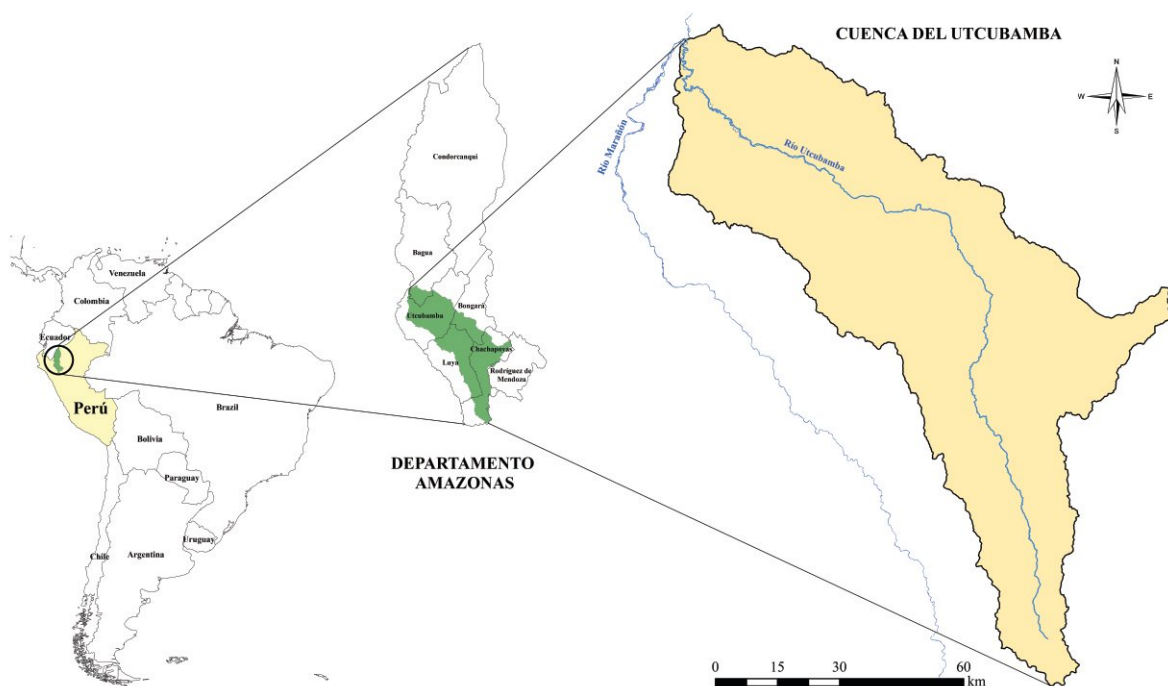 CUENCA DEL UTCUBAMBA
N
W
E
S
Río Marañón
Río Utcubamba
Condorcanqui
Bagua
Bongará
Utcubamba
Chachapoyas
Luya
Rodríguez de
Mendoza
DEPARTAMENTO
AMAZONAS
Venezuela
Colombia
Ecuador
Perú
Brazil
Bolivia
Paraguay
Uruguay
Chile
Argentina
0 15 30 60
km